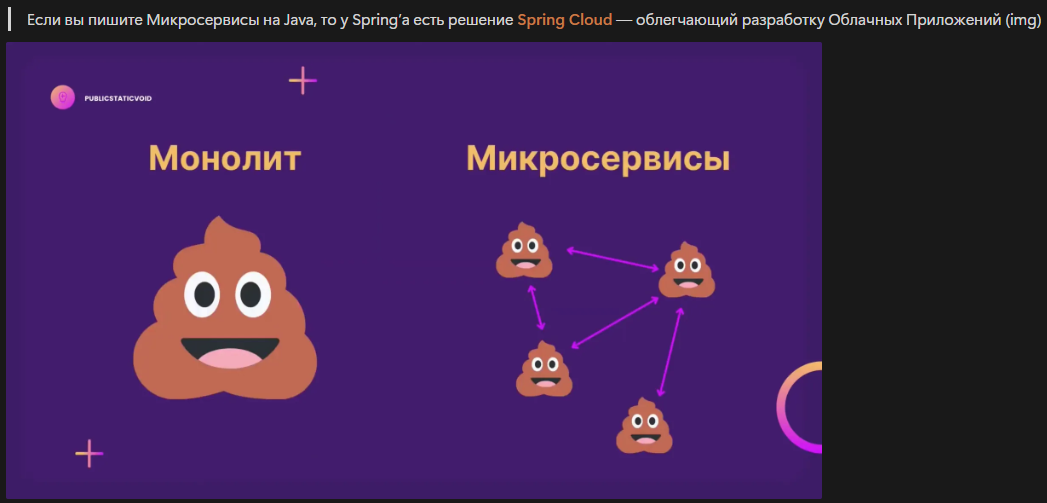 Если вы пишите Микросервисы на Java, то у Spring’а есть решение Spring Cloud — облегчающий разработку Облачных Приложений (img)
PUBLICSTATICVOID
Монолит
Микросервисы